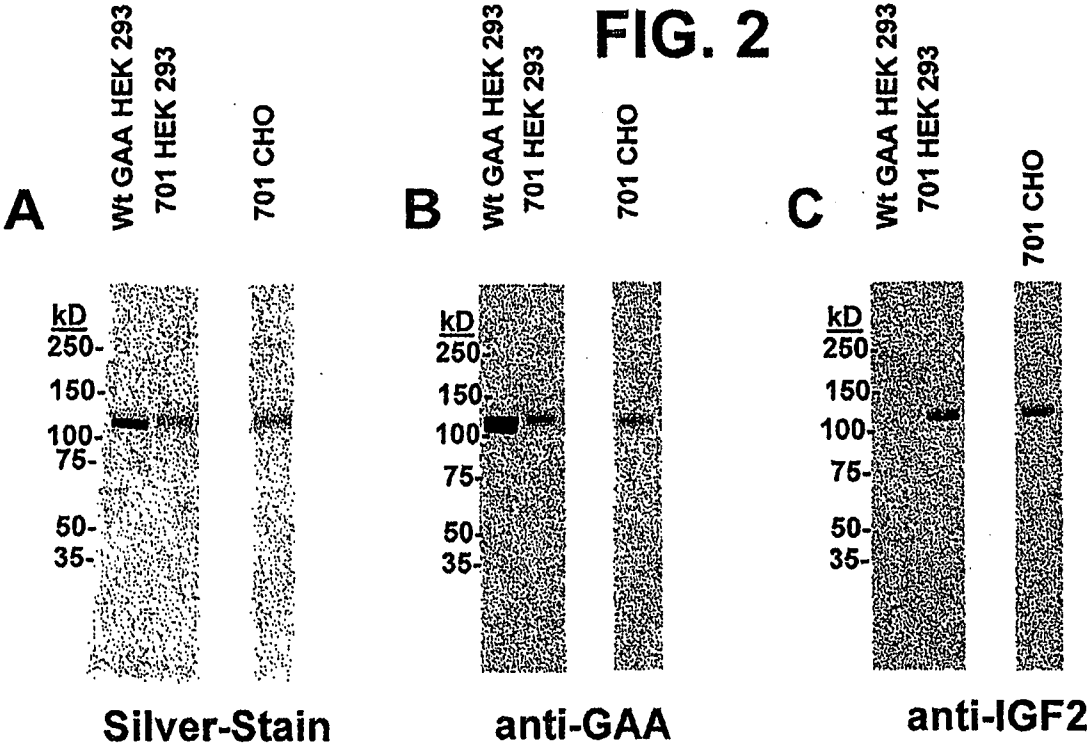 FIG. 2
A
Wt GAA HEK 293
701 HEK 293
701 CHO
kD
250-
150-
100-
75-
50-
35-
Silver-Stain
B
Wt GAA HEK 293
701 HEK 293
701 CHO
kD
250-
150-
100-
75-
50-
35-
anti-GAA
C
Wt GAA HEK 293
701 HEK 293
701 CHO
kD
250-
150-
100-
75-
50-
35-
anti-IGF2